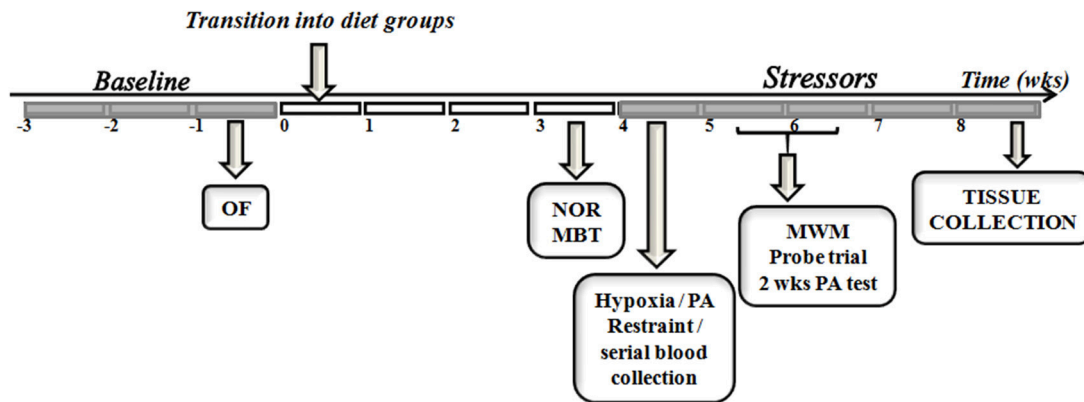 Transition into diet groups
Baseline
Stressors
Time (wks)
-3 -2 -1 0 1 2 3 4 5 6 7 8
OF
NOR
MBT
Hypoxia / PA
Restraint /
serial blood
collection
MWM
Probe trial
2 wks PA test
TISSUE
COLLECTION